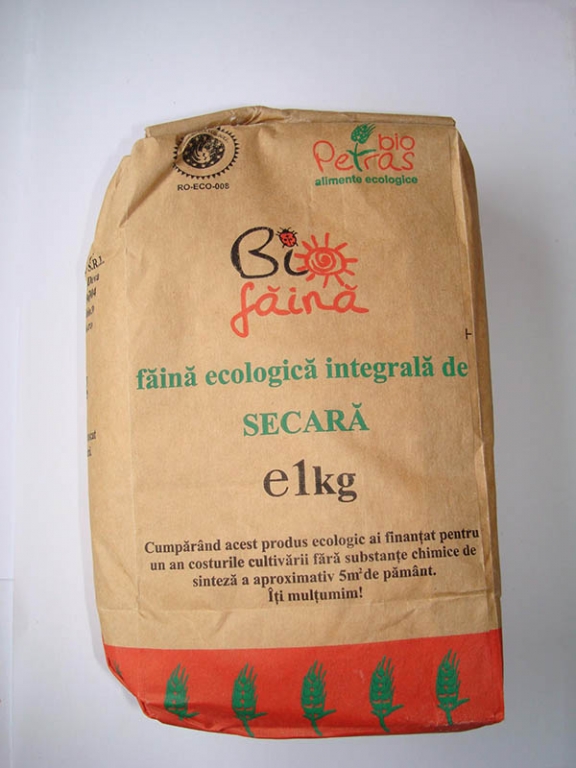 RO-ECO-008
bio
Petras
alimente ecologice
Bio
făină
S.R.L.
Deva
făină ecologică integrală de
SECARĂ
e1kg
Cumpărând acest produs ecologic ai finanțat pentru
un an costurile cultivării fără substanțe chimice de
sinteză a aproximativ 5m² de pământ.
Îți mulțumim!